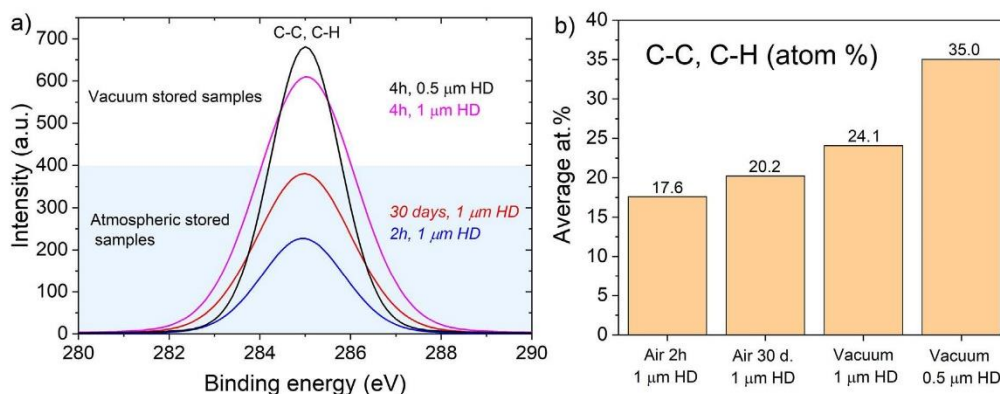 a)
C-C, C-H
Vacuum stored samples
4h, 0.5 μm HD
4h, 1 μm HD
Atmospheric stored
samples
30 days, 1 μm HD
2h, 1 μm HD
Intensity (a.u.)
700
600
500
400
300
200
100
0
280 282 284 286 288 290
Binding energy (eV)
b)
C-C, C-H (atom %)
Average at.%
40
35
30
25
20
15
10
5
0
17.6
20.2
24.1
35.0
Air 2h Air 30 d. Vacuum Vacuum
1 μm HD 1 μm HD 1 μm HD 0.5 μm HD